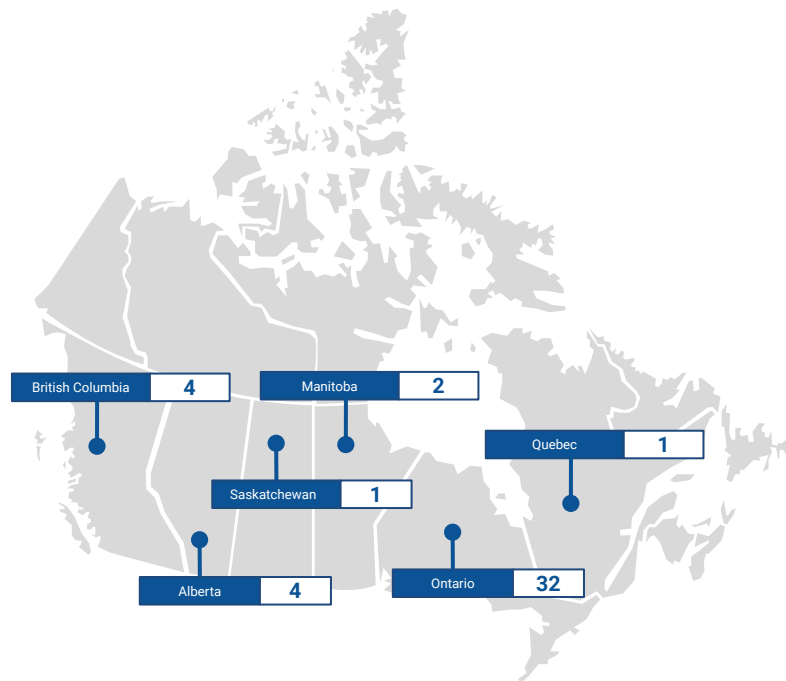 British Columbia 4
Manitoba 2
Quebec 1
Saskatchewan 1
Alberta 4
Ontario 32